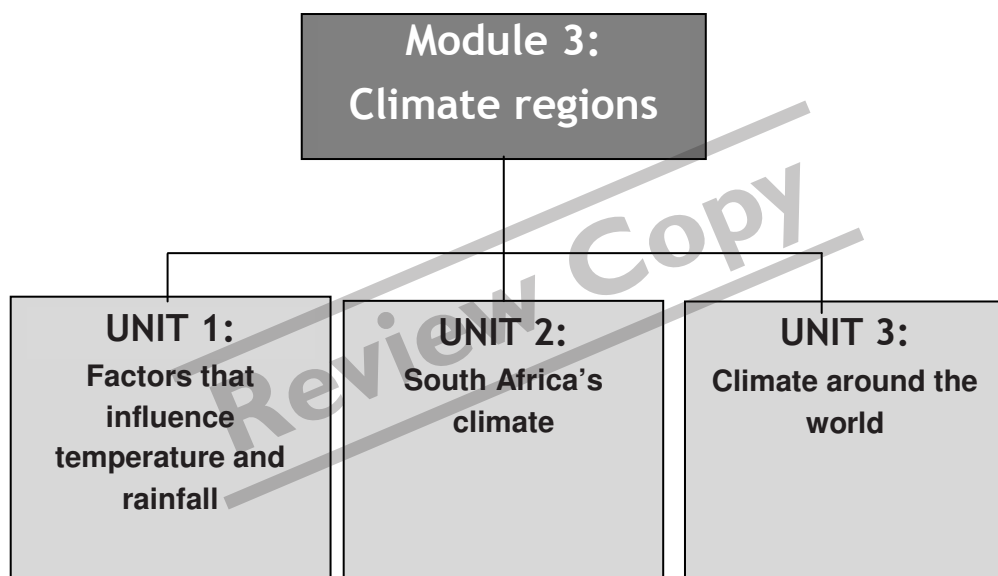 Module 3:
Climate regions
UNIT 1:
Factors that
influence
temperature and
rainfall
UNIT 2:
South Africa’s
climate
UNIT 3:
Climate around the
world
Review Copy